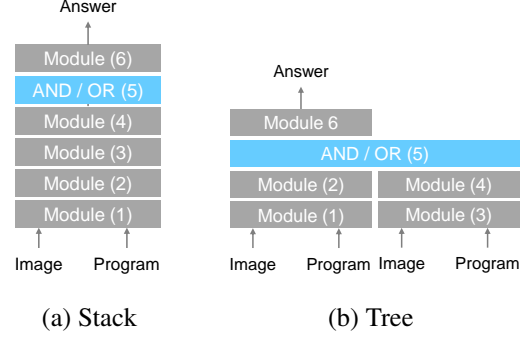 Answer
Module (6)
AND / OR (5)
Module (4)
Module (3)
Module (2)
Module (1)
Image Program
(a) Stack
Answer
Module 6
AND / OR (5)
Module (2) Module (4)
Module (1) Module (3)
Image Program Image Program
(b) Tree